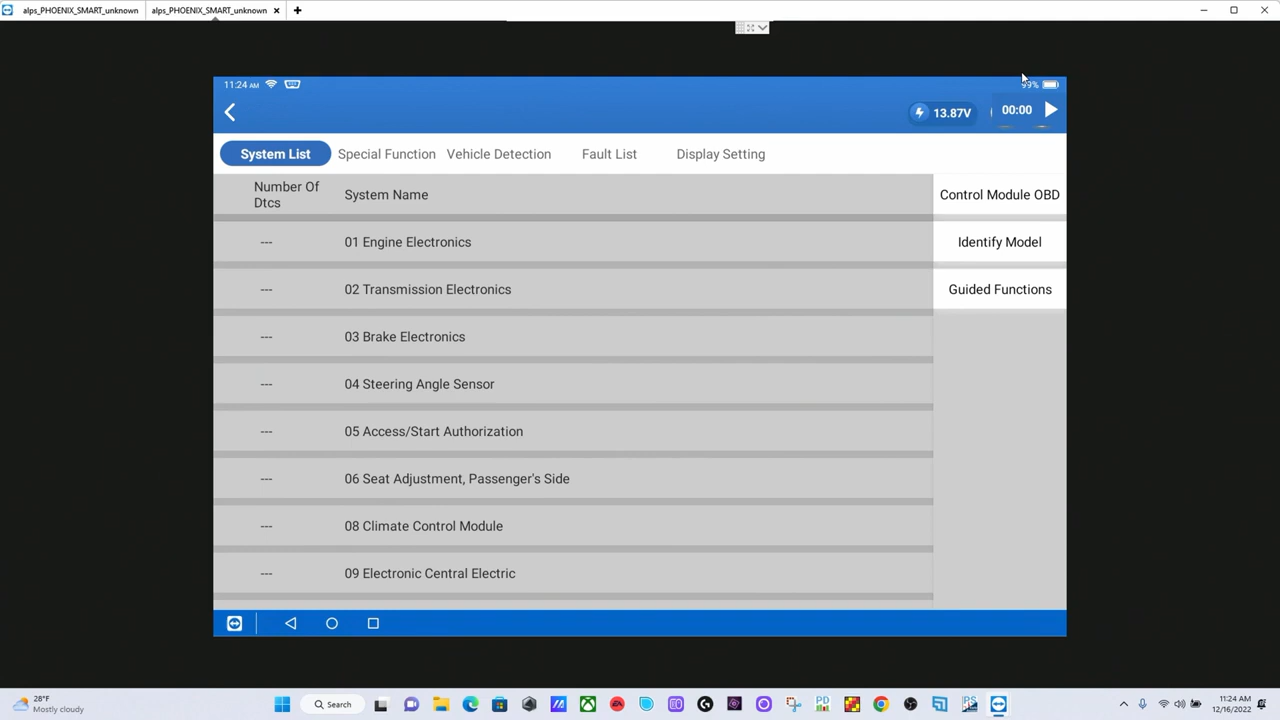 alps_PHOENIX_SMART_unknown
alps_PHOENIX_SMART_unknown
11:24 AM
99%
13.87V
00:00
System List
Special Function
Vehicle Detection
Fault List
Display Setting
Number Of
Dtcs
System Name
Control Module OBD
--- 01 Engine Electronics
Identify Model
--- 02 Transmission Electronics
Guided Functions
--- 03 Brake Electronics
--- 04 Steering Angle Sensor
--- 05 Access/Start Authorization
--- 06 Seat Adjustment, Passenger's Side
--- 08 Climate Control Module
--- 09 Electronic Central Electric
28°F
Mostly cloudy
Search
PD
PS
11:24 AM
12/16/2022